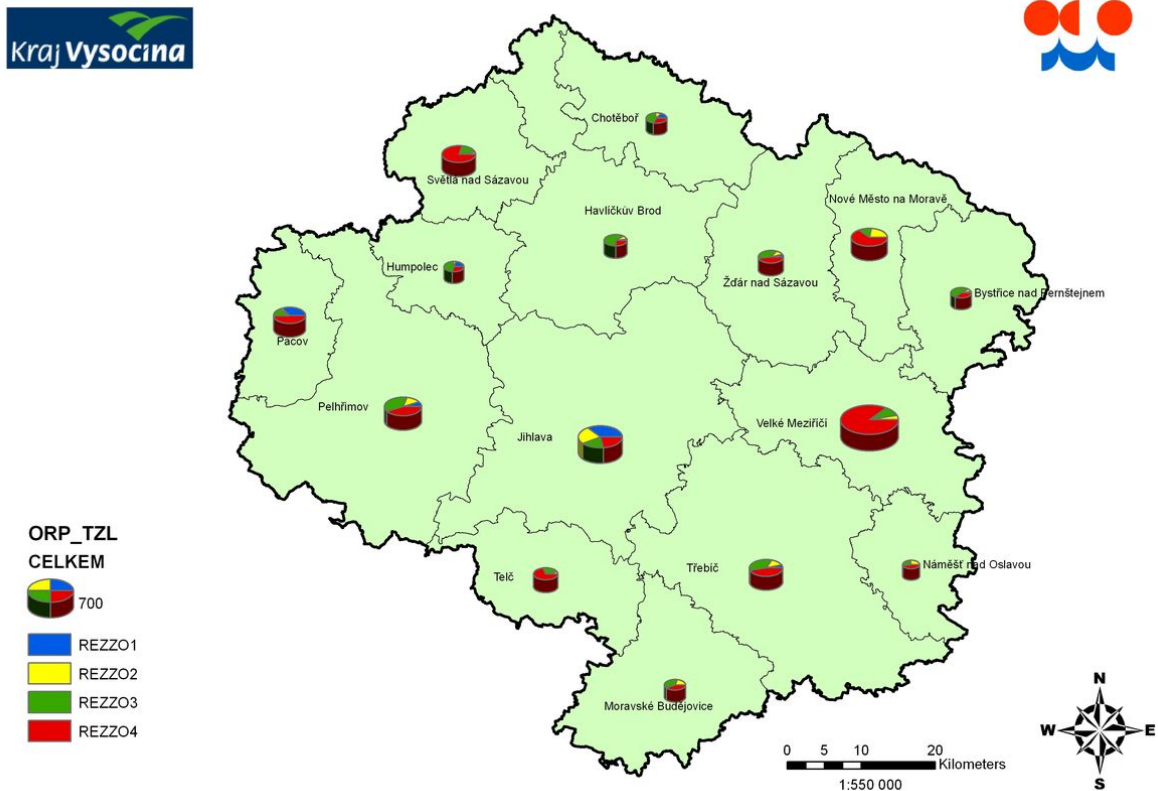 Kraj Vysočina
Chotěboř
Světlá nad Sázavou
Nové Město na Moravě
Havlíčkův Brod
Humpolec
Žďár nad Sázavou
Bystřice nad Pernštejnem
Pacov
Pelhřimov
Velké Meziříčí
Jihlava
ORP_TZL
CELKEM
700
REZZO1
REZZO2
REZZO3
REZZO4
Telč
Třebíč
Náměšť nad Oslavou
Moravské Budějovice
0 5 10 20
Kilometers
1:550 000
N
W E
S